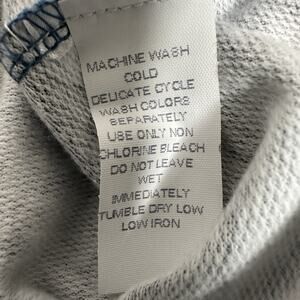 MACHINE WASH
COLD
DELICATE CYCLE
WASH COLORS
SEPARATELY
USE ONLY NON
CHLORINE BLEACH
DO NOT LEAVE
WET
IMMEDIATELY
TUMBLE DRY LOW
LOW IRON